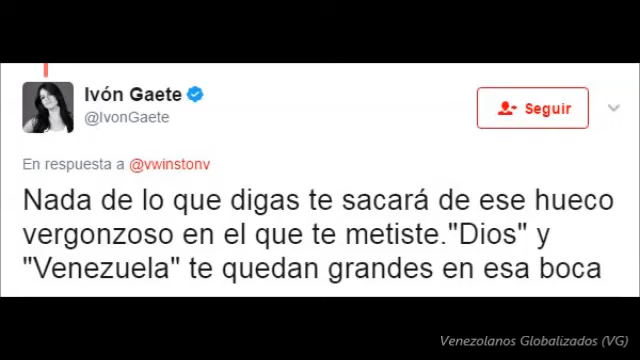 Ivón Gaete
@IvonGaete
Seguir
En respuesta a @vwinstonv
Nada de lo que digas te sacará de ese hueco
vergonzoso en el que te metiste."Dios" y
"Venezuela" te quedan grandes en esa boca
Venezolanos Globalizados (VG)